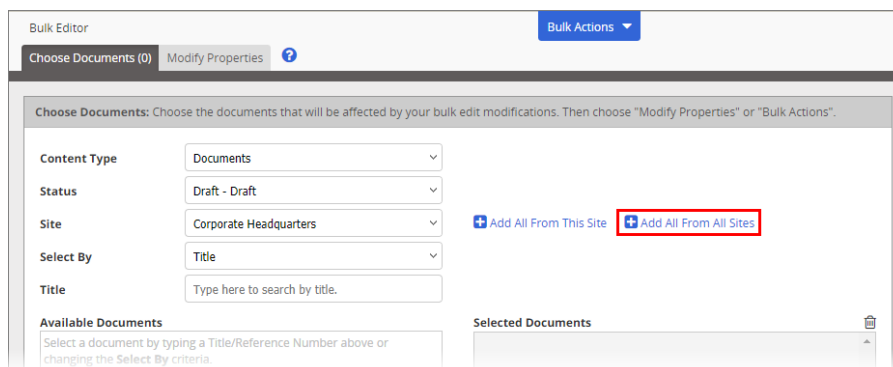 Bulk Editor
Bulk Actions
Choose Documents (0) Modify Properties ?
Choose Documents: Choose the documents that will be affected by your bulk edit modifications. Then choose "Modify Properties" or "Bulk Actions".
Content Type Documents
Status Draft - Draft
Site Corporate Headquarters Add All From This Site Add All From All Sites
Select By Title
Title Type here to search by title.
Available Documents Selected Documents
Select a document by typing a Title/Reference Number above or
changing the Select By criteria.